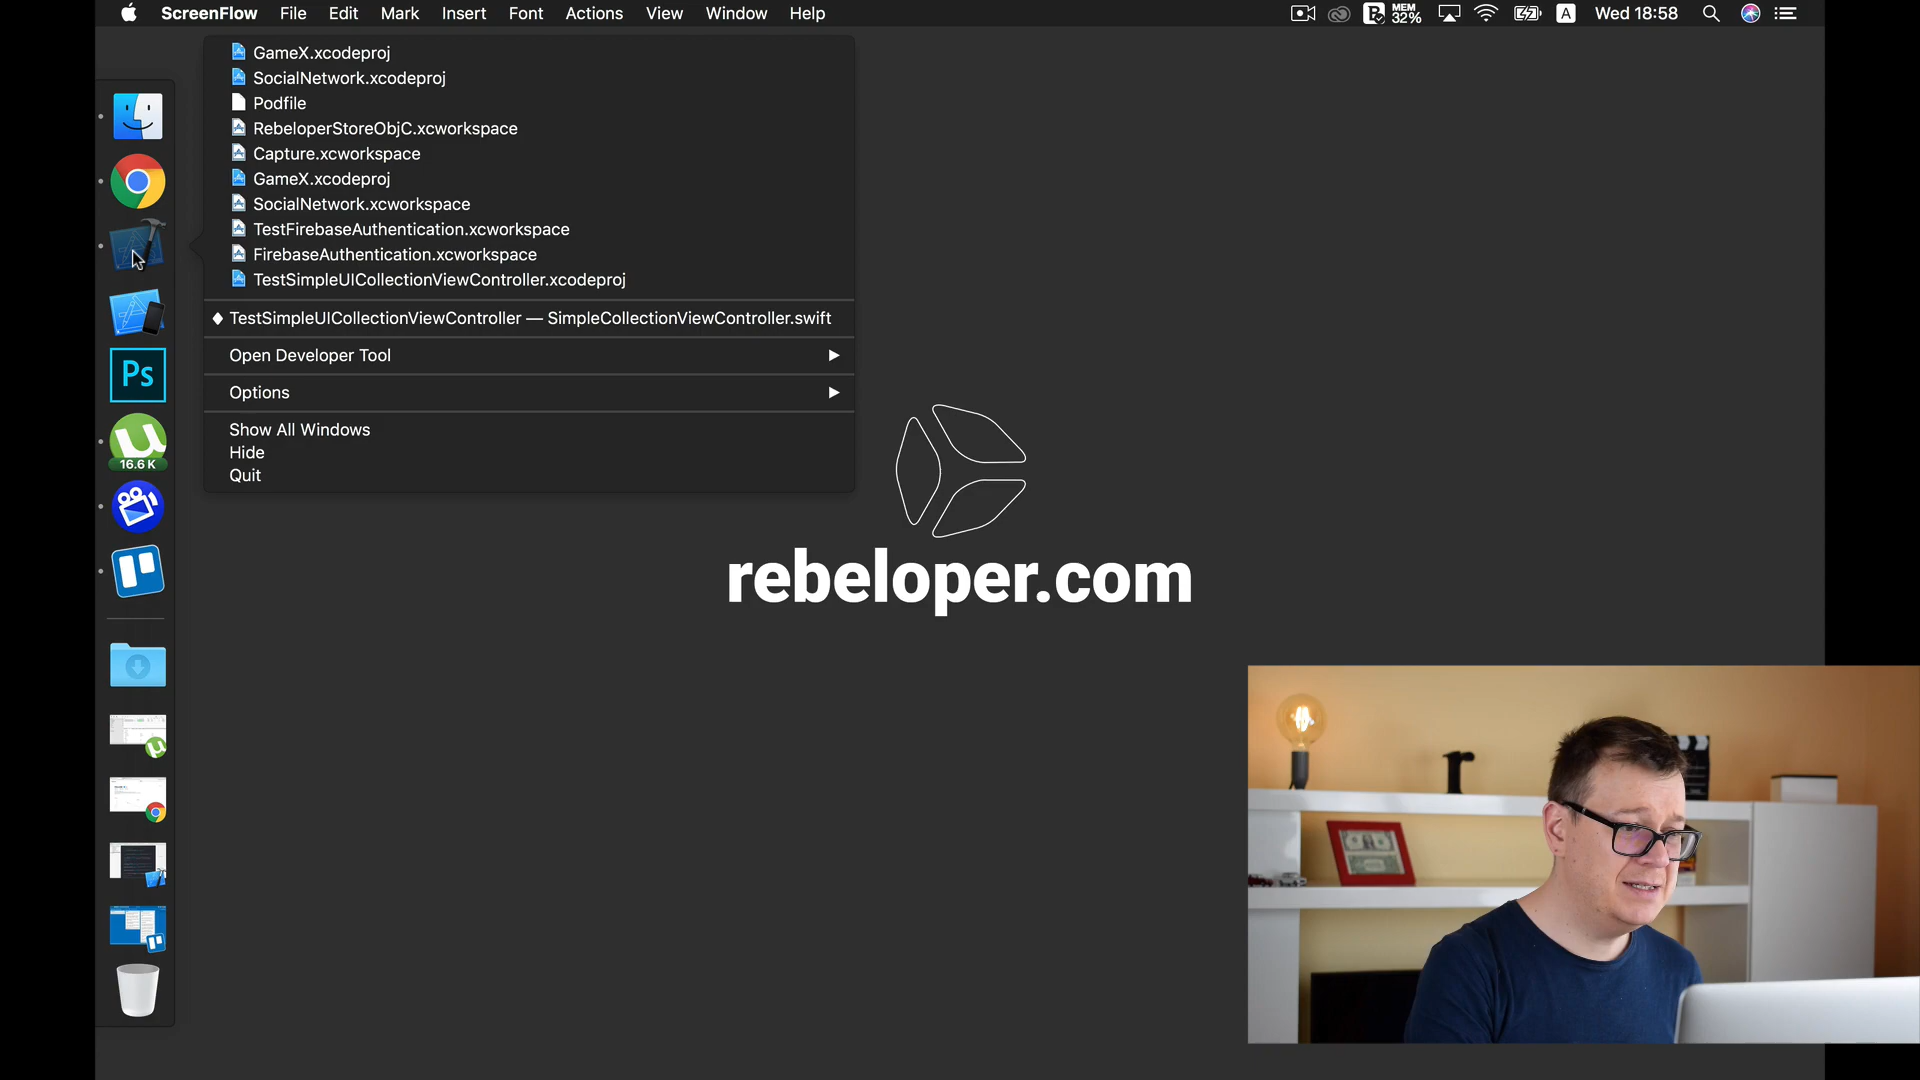 ScreenFlow File Edit Mark Insert Font Actions View Window Help MEM 32% A Wed 18:58
GameX.xcodeproj
SocialNetwork.xcodeproj
Podfile
RebeloperStoreObjC.xcworkspace
Capture.xcworkspace
GameX.xcodeproj
SocialNetwork.xcworkspace
TestFirebaseAuthentication.xcworkspace
FirebaseAuthentication.xcworkspace
TestSimpleUICollectionViewController.xcodeproj
TestSimpleUICollectionViewController — SimpleCollectionViewController.swift
Open Developer Tool
Options
Show All Windows
Hide
Quit
Ps
16.6 K
rebeloper.com